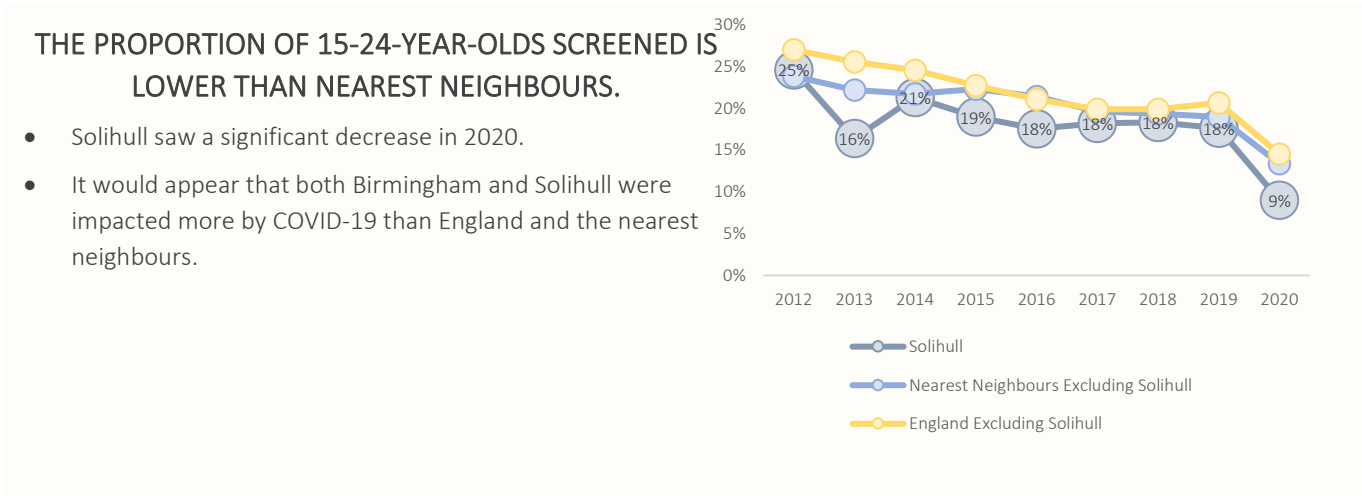 THE PROPORTION OF 15-24-YEAR-OLDS SCREENED IS
LOWER THAN NEAREST NEIGHBOURS.
• Solihull saw a significant decrease in 2020.
• It would appear that both Birmingham and Solihull were
impacted more by COVID-19 than England and the nearest
neighbours.
30%
25%
20%
15%
10%
5%
0%
25%
16%
21%
19%
18%
18%
18%
18%
9%
2012 2013 2014 2015 2016 2017 2018 2019 2020
Solihull
Nearest Neighbours Excluding Solihull
England Excluding Solihull